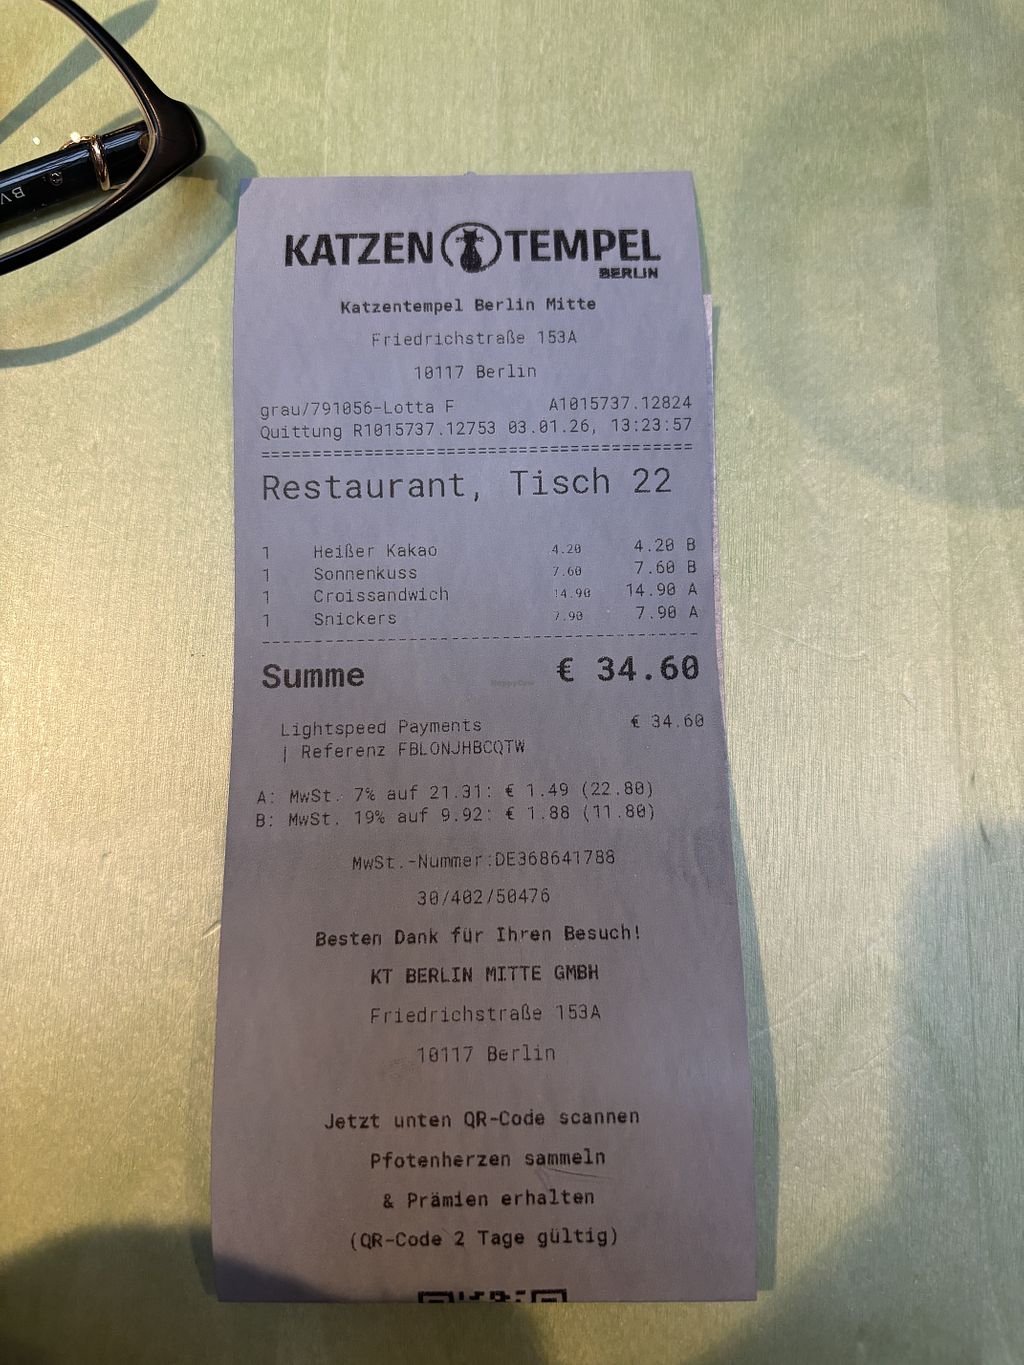 KATZEN TEMPEL
BERLIN
Katzentempel Berlin Mitte
Friedrichstraße 153A
10117 Berlin
grau/791056-Lotta F A1015737.12824
Quittung R1015737.12753 03.01.26, 13:23:57
Restaurant, Tisch 22
1 Heißer Kakao 4.20 4.20 B
1 Sonnenkuss 7.60 7.60 B
1 Croissandwich 14.90 14.90 A
1 Snickers 7.90 7.90 A
Summe € 34.60
HappyCow
Lightspeed Payments € 34.60
| Referenz FBLONJHBCQTW
A: MwSt. 7% auf 21.31: € 1.49 (22.80)
B: MwSt. 19% auf 9.92: € 1.88 (11.80)
MwSt.-Nummer:DE368641788
30/402/50476
Besten Dank für Ihren Besuch!
KT BERLIN MITTE GMBH
Friedrichstraße 153A
10117 Berlin
Jetzt unten QR-Code scannen
Pfotenherzen sammeln
& Prämien erhalten
(QR-Code 2 Tage gültig)